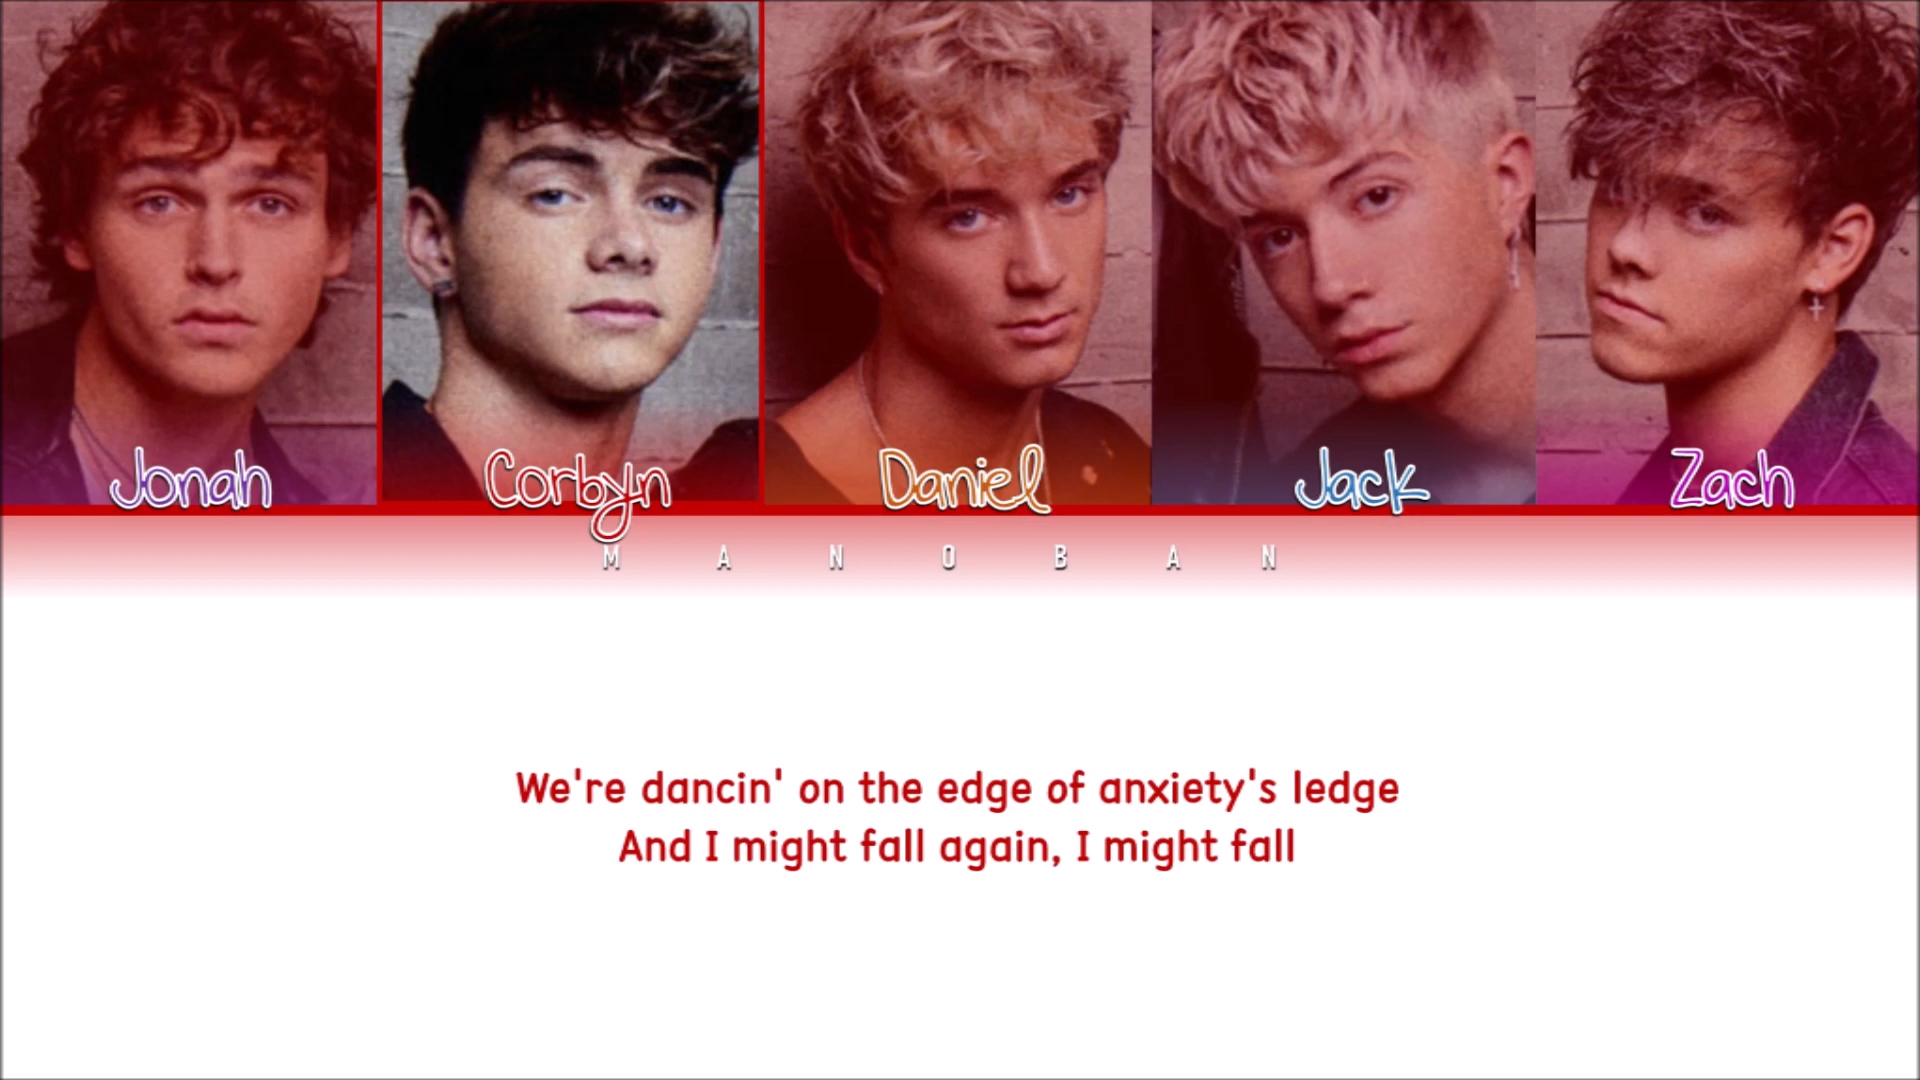 Jonah Corbyn Daniel Jack Zach
MANOBAN
We're dancin' on the edge of anxiety's ledge
And I might fall again, I might fall